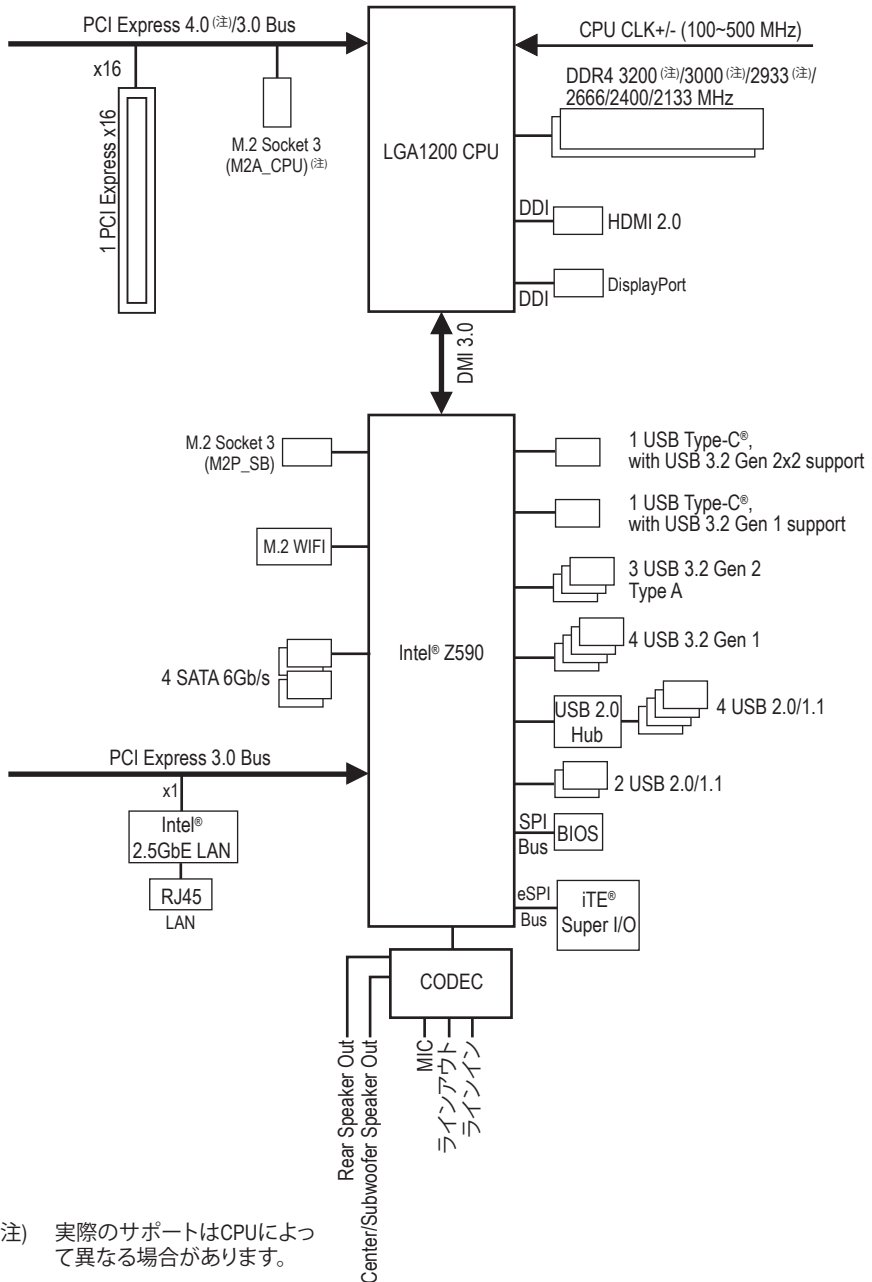 PCI Express 4.0 (注)/3.0 Bus
CPU CLK+/- (100~500 MHz)
x16
DDR4 3200 (注)/3000 (注)/2933 (注)/
2666/2400/2133 MHz
1 PCI Express x16
M.2 Socket 3
(M2A_CPU) (注)
LGA1200 CPU
DDI
HDMI 2.0
DisplayPort
DDI
DMI 3.0
M.2 Socket 3
(M2P_SB)
1 USB Type-C®,
with USB 3.2 Gen 2x2 support
1 USB Type-C®,
with USB 3.2 Gen 1 support
M.2 WIFI
3 USB 3.2 Gen 2
Type A
Intel® Z590
4 USB 3.2 Gen 1
4 SATA 6Gb/s
USB 2.0
Hub
4 USB 2.0/1.1
PCI Express 3.0 Bus
2 USB 2.0/1.1
x1
Intel®
2.5GbE LAN
SPI
Bus
BIOS
RJ45
LAN
eSPI
Bus
iTE®
Super I/O
CODEC
Rear Speaker Out
Center/Subwoofer Speaker Out
MIC
ラインアウト
ラインイン
注) 実際のサポートはCPUによっ
て異なる場合があります。